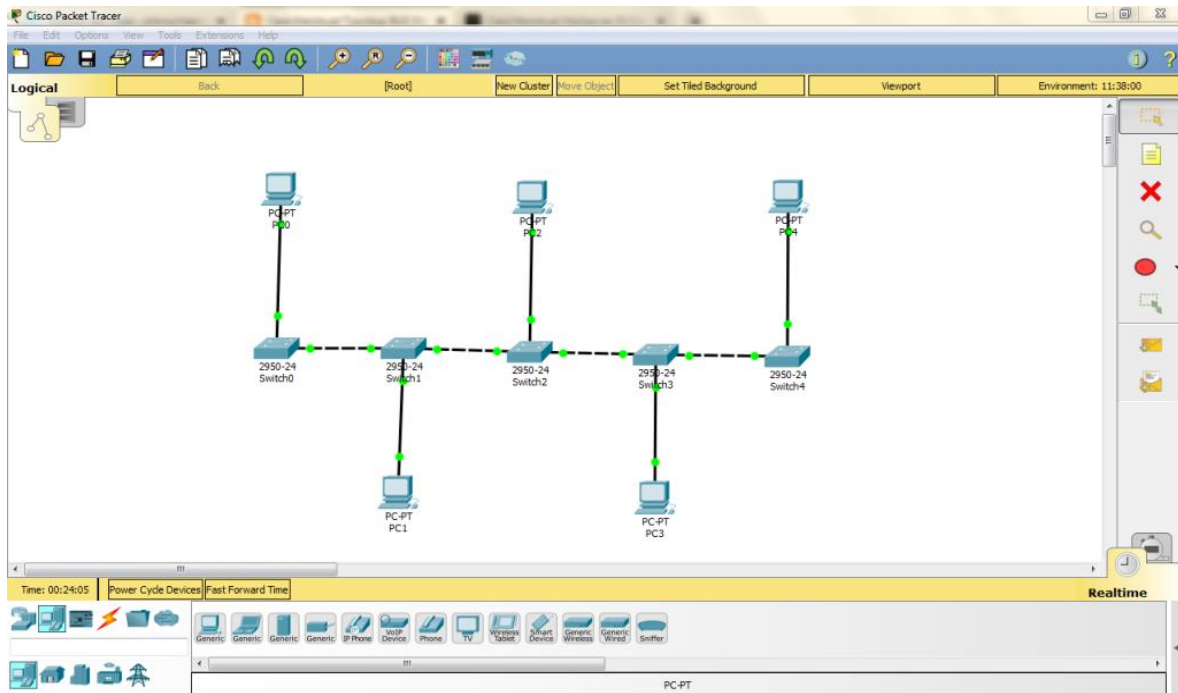 Cisco Packet Tracer
File Edit Options View Tools Extensions Help
Logical Back [Root] New Cluster Move Object Set Tiled Background Viewport Environment: 11:38:00
PC-PT
PC0
PC-PT
PC2
PC-PT
PC4
2950-24
Switch0
2950-24
Switch1
2950-24
Switch2
2950-24
Switch3
2950-24
Switch4
PC-PT
PC1
PC-PT
PC3
Time: 00:24:05 Power Cycle Devices Fast Forward Time Realtime
Generic Generic Generic Generic IP Phone VoIP Device Phone TV Wireless Tablet Smart Device Generic Wireless Generic Wired Sniffer
PC-PT